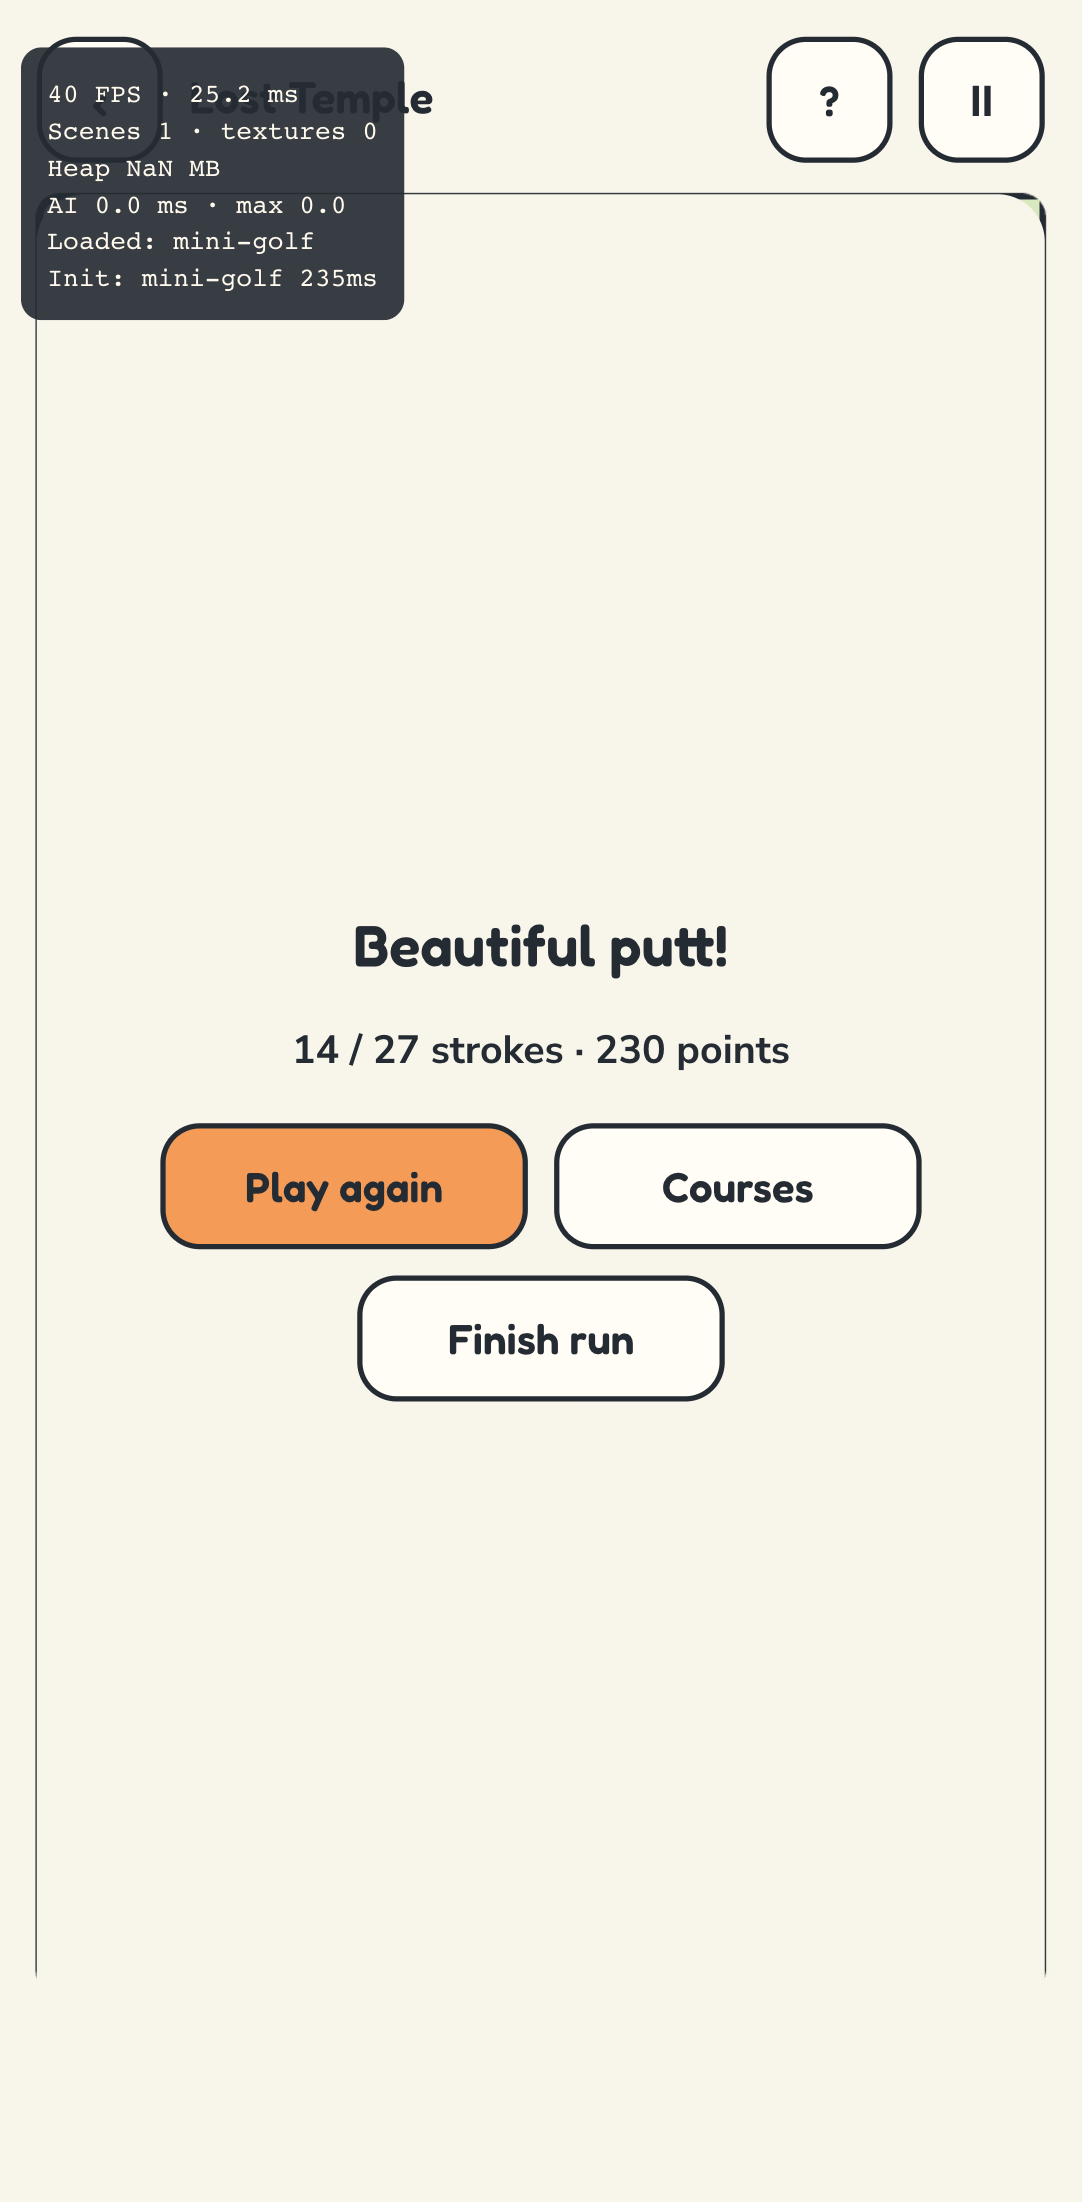 40 FPS · 25.2 ms
Scenes 1 · textures 0
Heap NaN MB
AI 0.0 ms · max 0.0
Loaded: mini-golf
Init: mini-golf 235ms
Lost Temple
?
Beautiful putt!
14 / 27 strokes · 230 points
Play again
Courses
Finish run